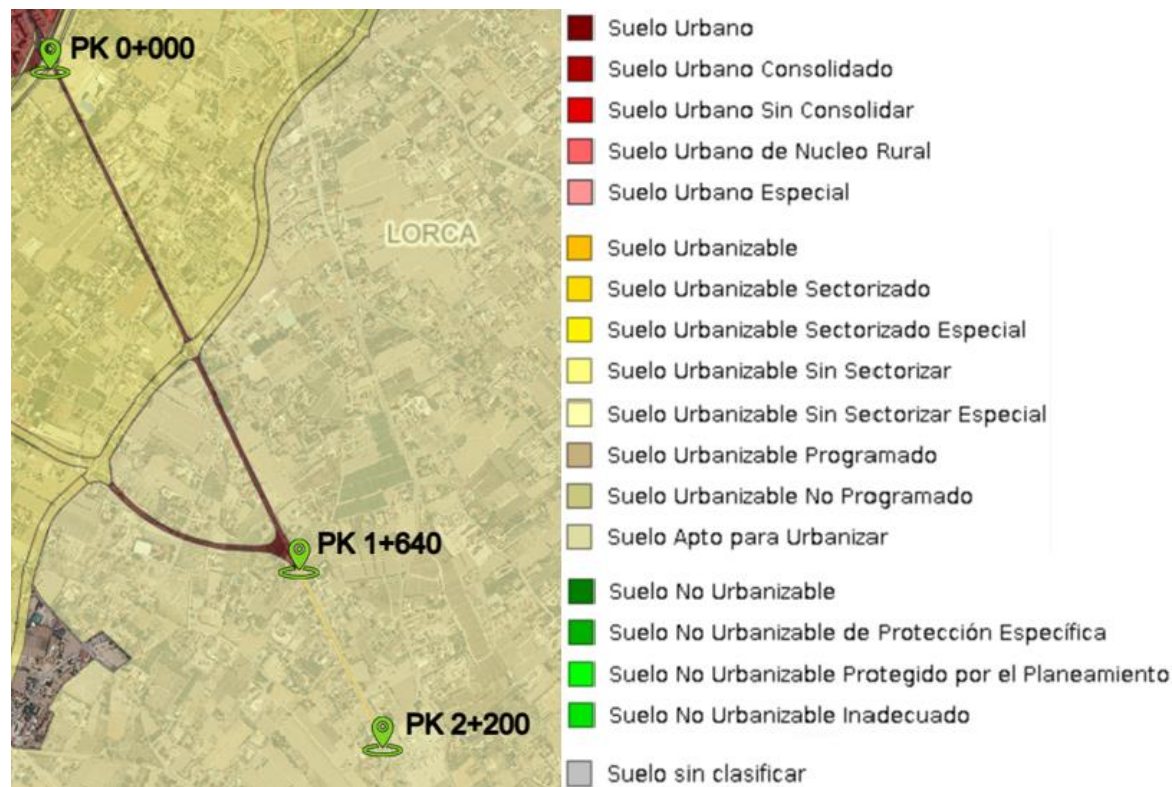 PK 0+000
LORCA
PK 1+640
PK 2+200
Suelo Urbano
Suelo Urbano Consolidado
Suelo Urbano Sin Consolidar
Suelo Urbano de Nucleo Rural
Suelo Urbano Especial
Suelo Urbanizable
Suelo Urbanizable Sectorizado
Suelo Urbanizable Sectorizado Especial
Suelo Urbanizable Sin Sectorizar
Suelo Urbanizable Sin Sectorizar Especial
Suelo Urbanizable Programado
Suelo Urbanizable No Programado
Suelo Apto para Urbanizar
Suelo No Urbanizable
Suelo No Urbanizable de Protección Específica
Suelo No Urbanizable Protegido por el Planeamiento
Suelo No Urbanizable Inadecuado
Suelo sin clasificar